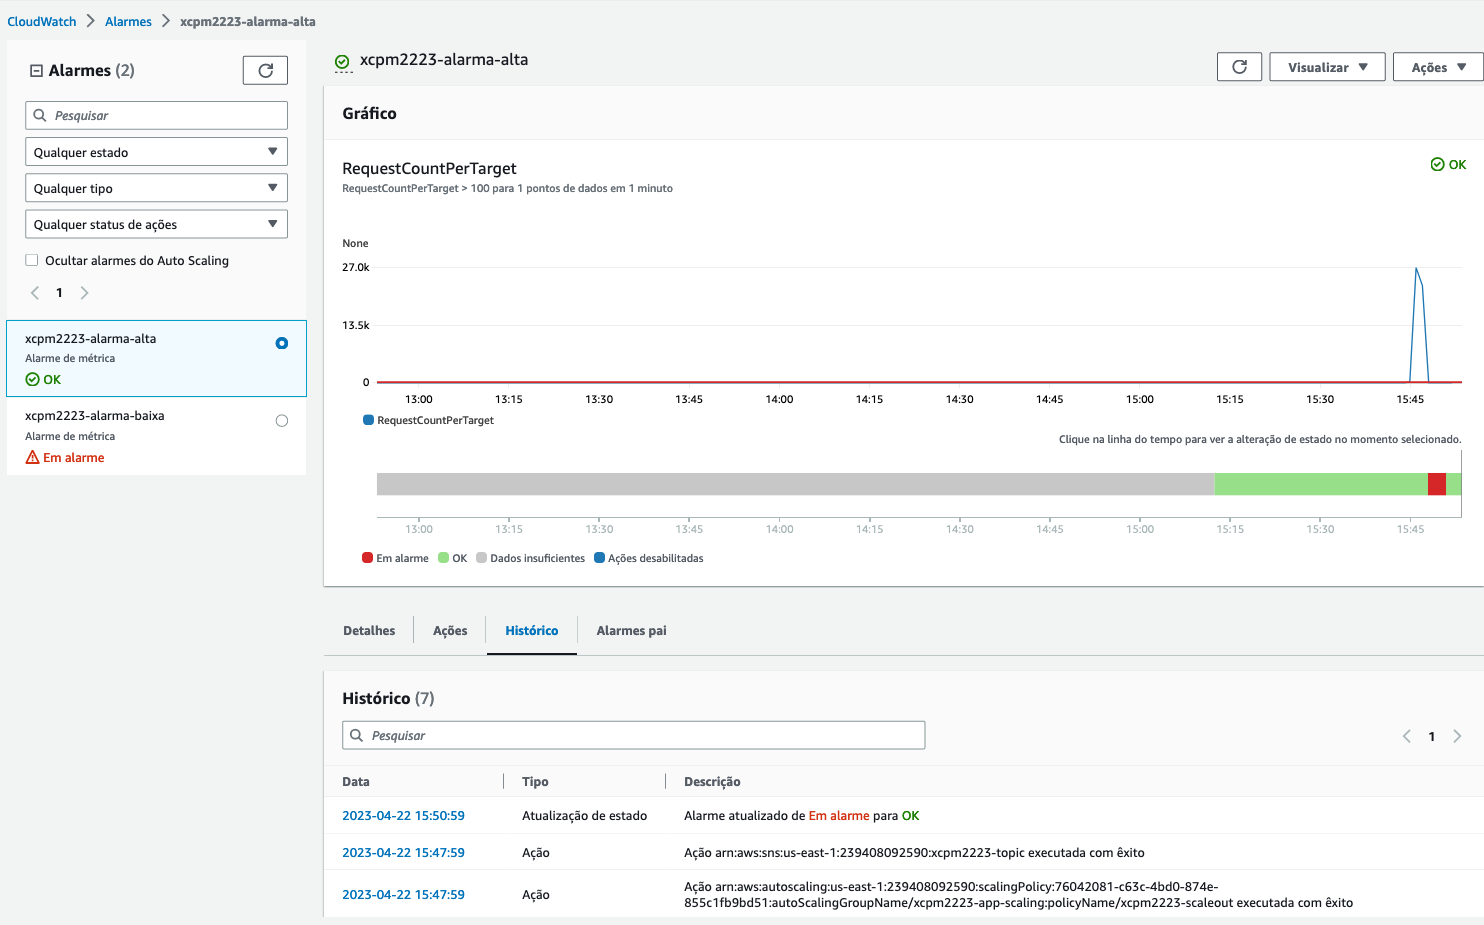 CloudWatch > Alarmes > xcpm2223-alarma-alta
Alarmes (2)
Pesquisar
Qualquer estado
Qualquer tipo
Qualquer status de ações
Ocultar alarmes do Auto Scaling
1
xcpm2223-alarma-alta
Alarme de métrica
OK
xcpm2223-alarma-baixa
Alarme de métrica
Em alarme
xcpm2223-alarma-alta
Visualizar
Ações
Gráfico
RequestCountPerTarget
OK
RequestCountPerTarget > 100 para 1 pontos de dados em 1 minuto
None
27.0k
13.5k
0
13:00 13:15 13:30 13:45 14:00 14:15 14:30 14:45 15:00 15:15 15:30 15:45
RequestCountPerTarget
Clique na linha do tempo para ver a alteração de estado no momento selecionado.
13:00 13:15 13:30 13:45 14:00 14:15 14:30 14:45 15:00 15:15 15:30 15:45
Em alarme OK Dados insuficientes Ações desabilitadas
Detalhes Ações Histórico Alarmes pai
Histórico (7)
Pesquisar
1
Data Tipo Descrição
2023-04-22 15:50:59 Atualização de estado Alarme atualizado de Em alarme para OK
2023-04-22 15:47:59 Ação Ação arn:aws:sns:us-east-1:239408092590:xcpm2223-topic executada com êxito
2023-04-22 15:47:59 Ação Ação arn:aws:autoscaling:us-east-1:239408092590:scalingPolicy:76042081-c63c-4bd0-874e-
855c1fb9bd51:autoScalingGroupName/xcpm2223-app-scaling:policyName/xcpm2223-scaleout executada com êxito